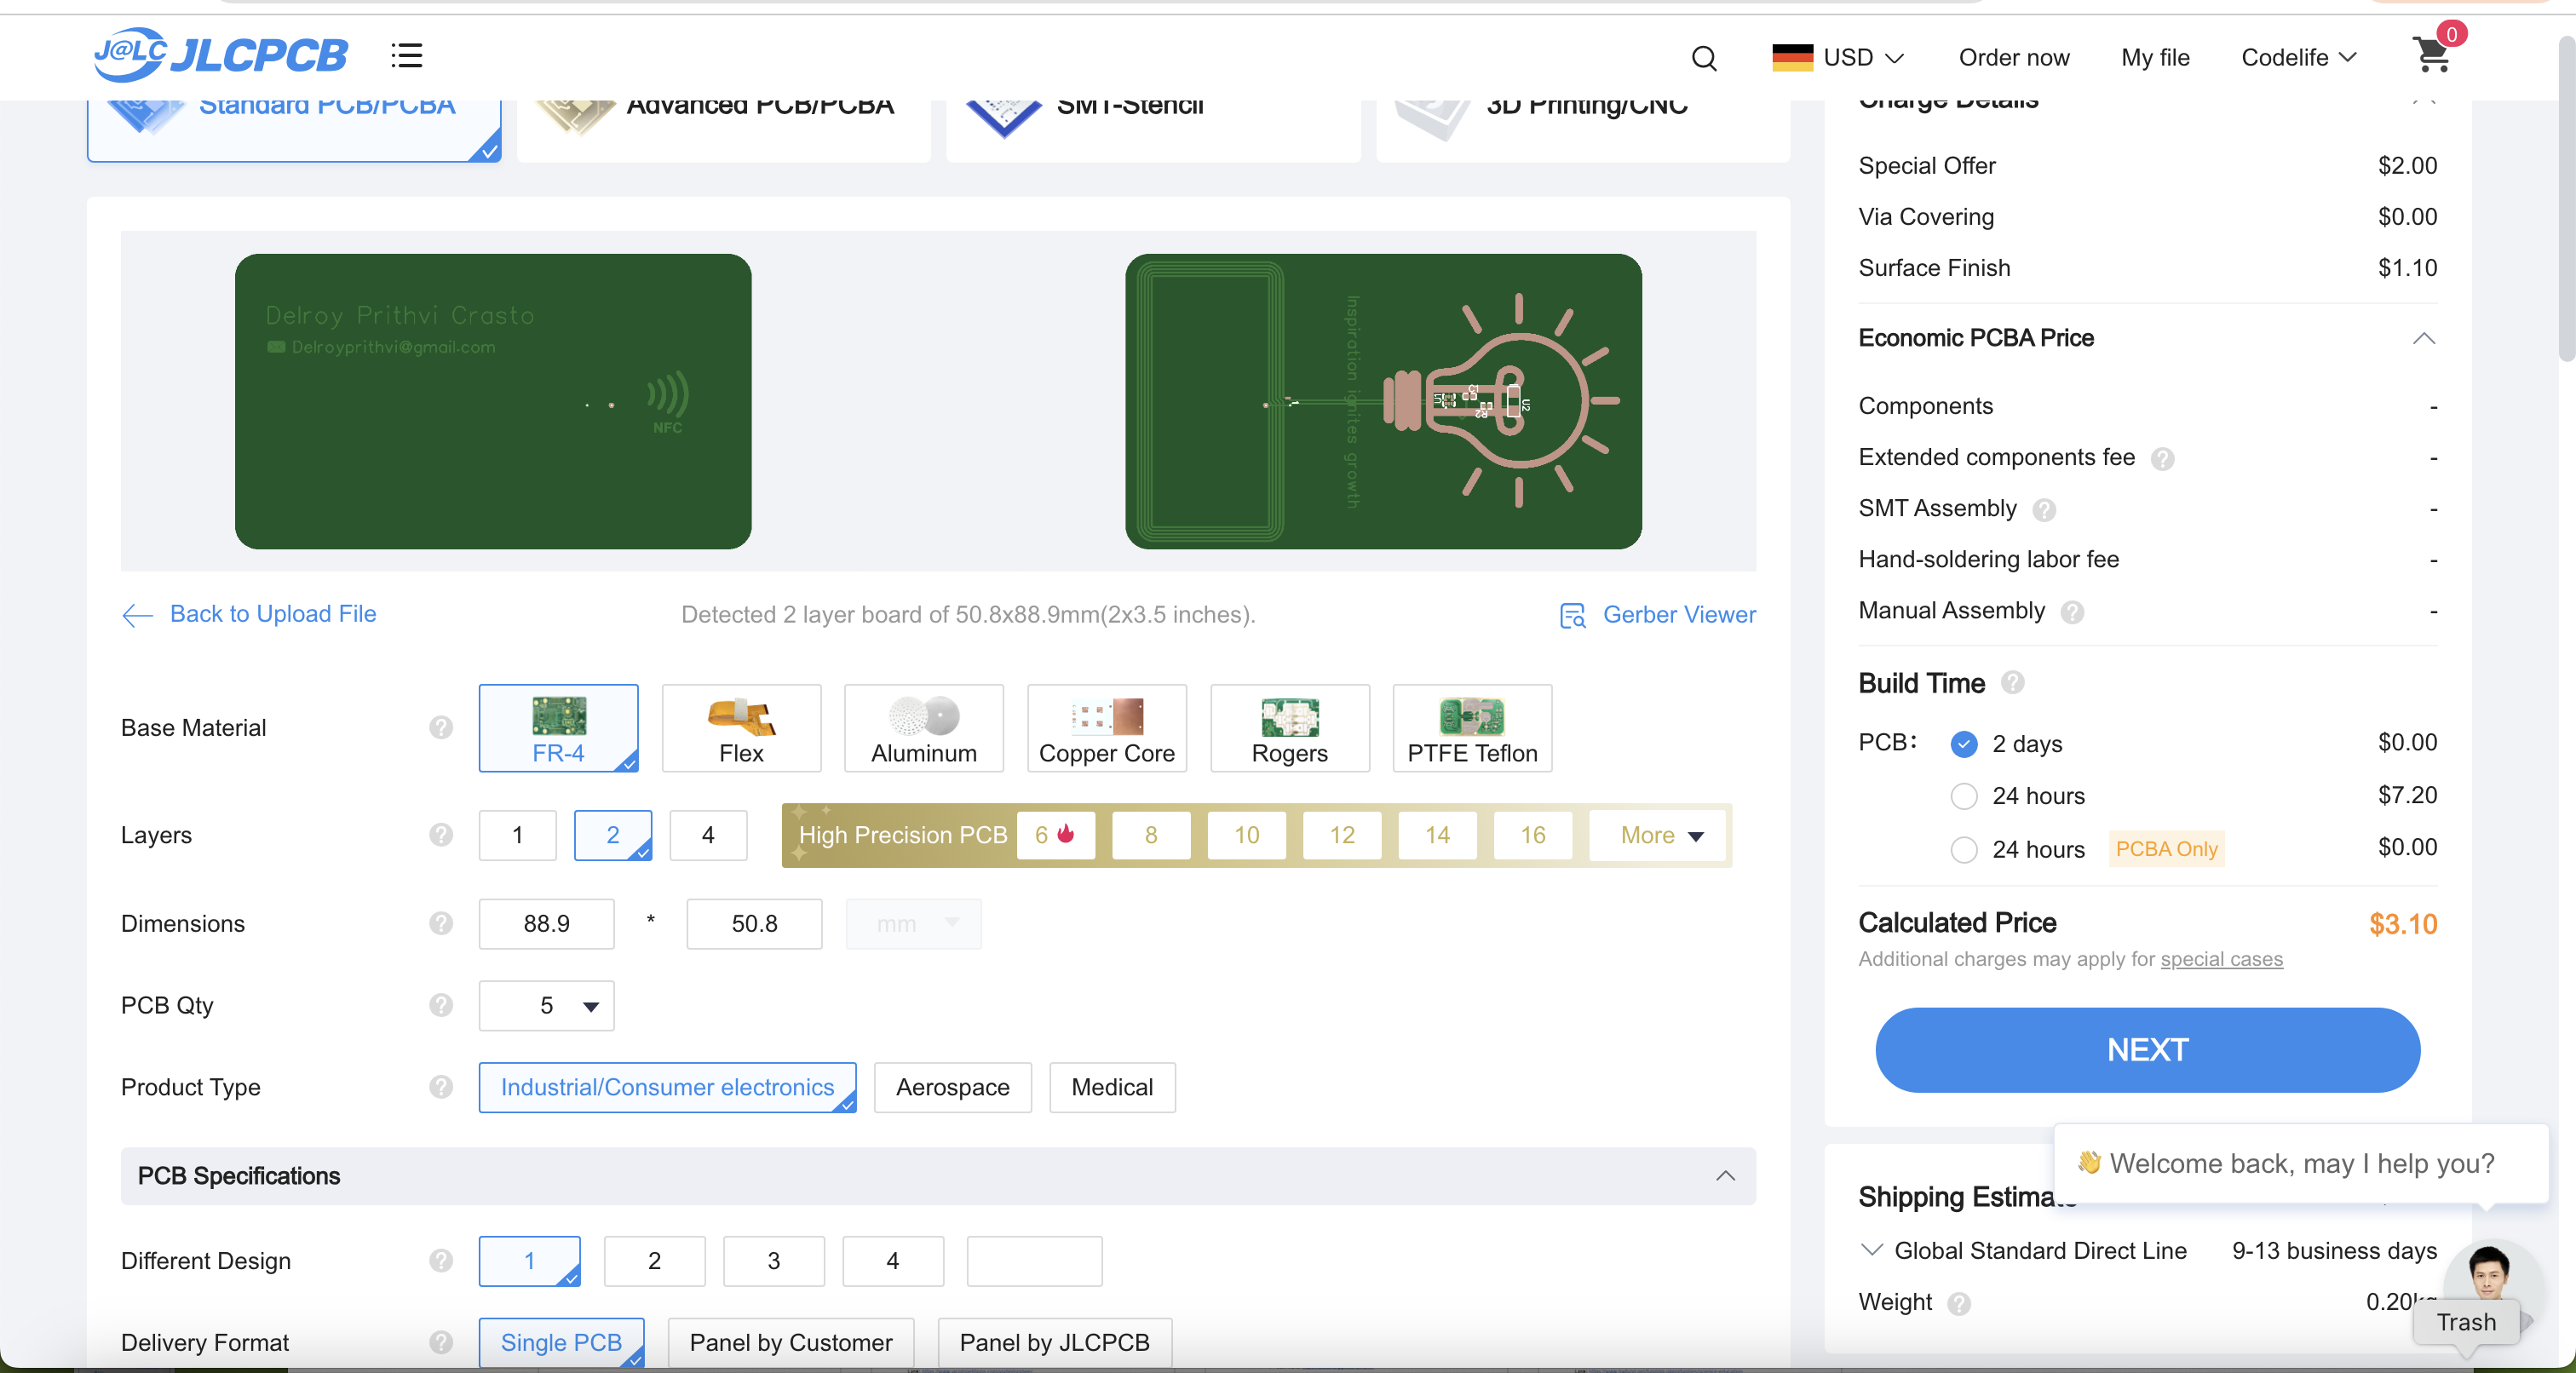 J@LC JLCPCB
USD
Order now
My file
Codelife
0
Standard PCB/PCBA
Advanced PCB/PCBA
SMT-Stencil
3D Printing/CNC
Delroy Prithvi Crasto
Delroyprithvi@gmail.com
NFC
Inspiration ignites growth
C1
R2
U2
Back to Upload File
Detected 2 layer board of 50.8x88.9mm(2x3.5 inches).
Gerber Viewer
Base Material ?
FR-4
Flex
Aluminum
Copper Core
Rogers
PTFE Teflon
Layers ?
1
2
4
High Precision PCB
6
8
10
12
14
16
More
Dimensions ?
88.9
*
50.8
mm
PCB Qty ?
5
Product Type ?
Industrial/Consumer electronics
Aerospace
Medical
PCB Specifications
Different Design ?
1
2
3
4
Delivery Format ?
Single PCB
Panel by Customer
Panel by JLCPCB
Charge Details
Special Offer $2.00
Via Covering $0.00
Surface Finish $1.10
Economic PCBA Price
Components -
Extended components fee ? -
SMT Assembly ? -
Hand-soldering labor fee -
Manual Assembly ? -
Build Time ?
PCB: 2 days $0.00
24 hours $7.20
24 hours PCBA Only $0.00
Calculated Price $3.10
Additional charges may apply for special cases
NEXT
👋 Welcome back, may I help you?
Shipping Estimate
Global Standard Direct Line 9-13 business days
Weight ? 0.20kg
Trash